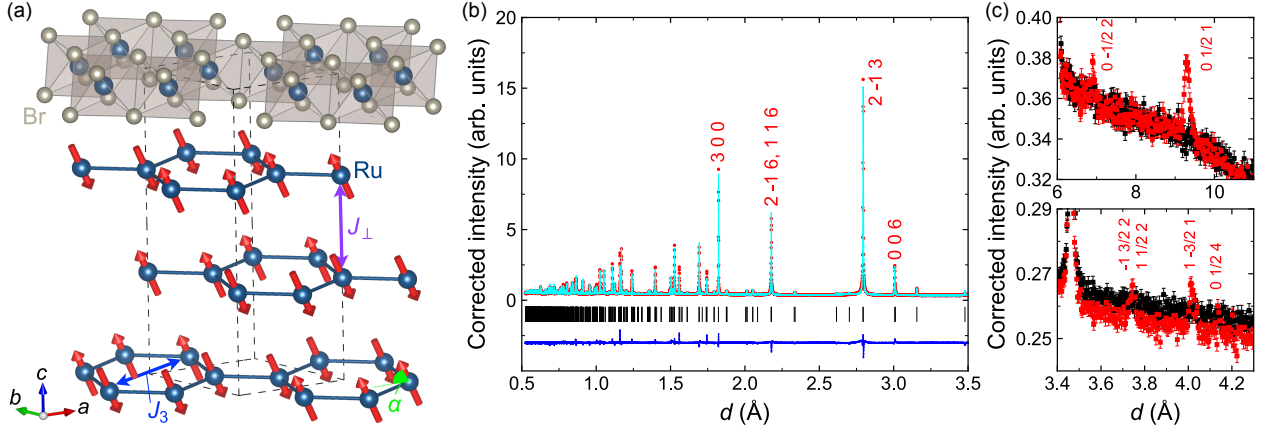 (a)
Br
Ru
J⊥
J3
α
c
b
a
(b)
Corrected intensity (arb. units)
20
15
10
5
0
3 0 0
2 -1 6, 1 1 6
2 -1 3
0 0 6
0.5 1.0 1.5 2.0 2.5 3.0 3.5
d (Å)
(c)
Corrected intensity (arb. units)
0.40
0.38
0.36
0.34
0.32
0 -1/2 2
0 1/2 1
6 8 10
0.29
0.27
0.25
-1 3/2 2
1 1/2 2
1 -3/2 1
0 1/2 4
3.4 3.6 3.8 4.0 4.2
d (Å)